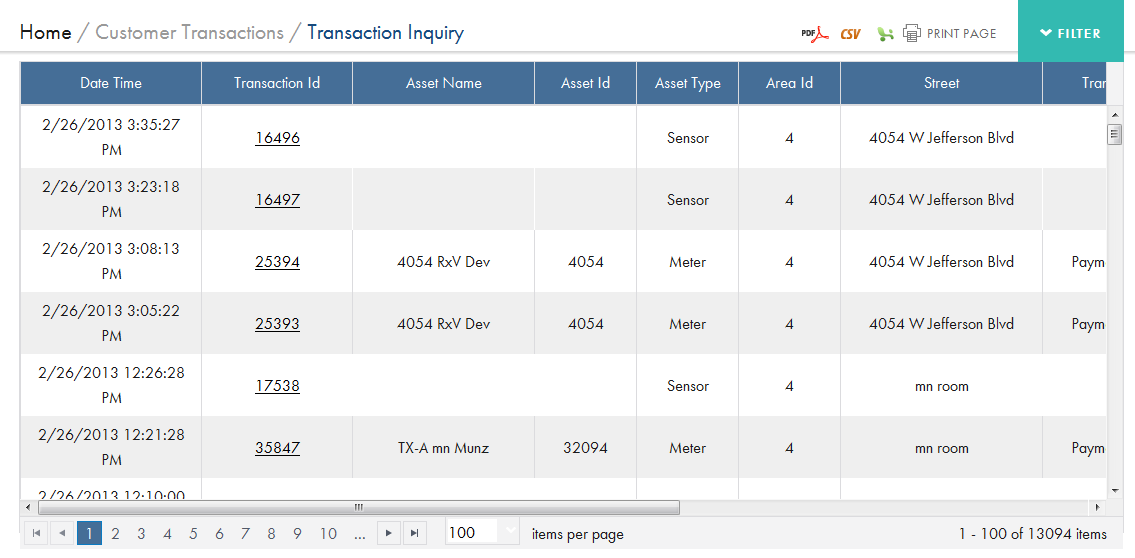 Home / Customer Transactions / Transaction Inquiry
PDF CSV PRINT PAGE FILTER
Date Time Transaction Id Asset Name Asset Id Asset Type Area Id Street Trar
2/26/2013 3:35:27
PM
16496 Sensor 4 4054 W Jefferson Blvd
2/26/2013 3:23:18
PM
16497 Sensor 4 4054 W Jefferson Blvd
2/26/2013 3:08:13
PM
25394 4054 RxV Dev 4054 Meter 4 4054 W Jefferson Blvd Paym
2/26/2013 3:05:22
PM
25393 4054 RxV Dev 4054 Meter 4 4054 W Jefferson Blvd Paym
2/26/2013 12:26:28
PM
17538 Sensor 4 mn room
2/26/2013 12:21:28
PM
35847 TX-A mn Munz 32094 Meter 4 mn room Paym
2/26/2013 12:10:00
1 2 3 4 5 6 7 8 9 10 ... 100 items per page 1 - 100 of 13094 items